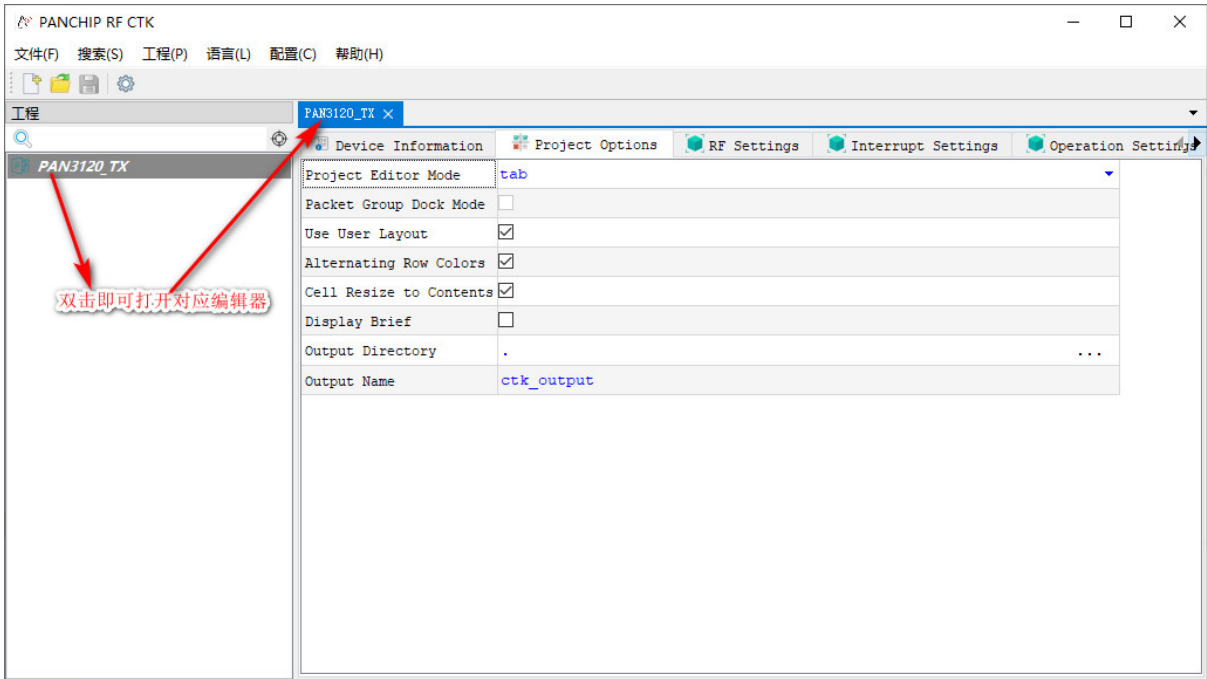 PANCHIP RF CTK
文件(F) 搜索(S) 工程(P) 语言(L) 配置(C) 帮助(H)
工程
PAN3120_TX
PAN3120_TX
Device Information Project Options RF Settings Interrupt Settings Operation Settings
Project Editor Mode tab
Packet Group Dock Mode
Use User Layout
Alternating Row Colors
Cell Resize to Contents
Display Brief
Output Directory . ...
Output Name ctk_output
双击即可打开对应编辑器